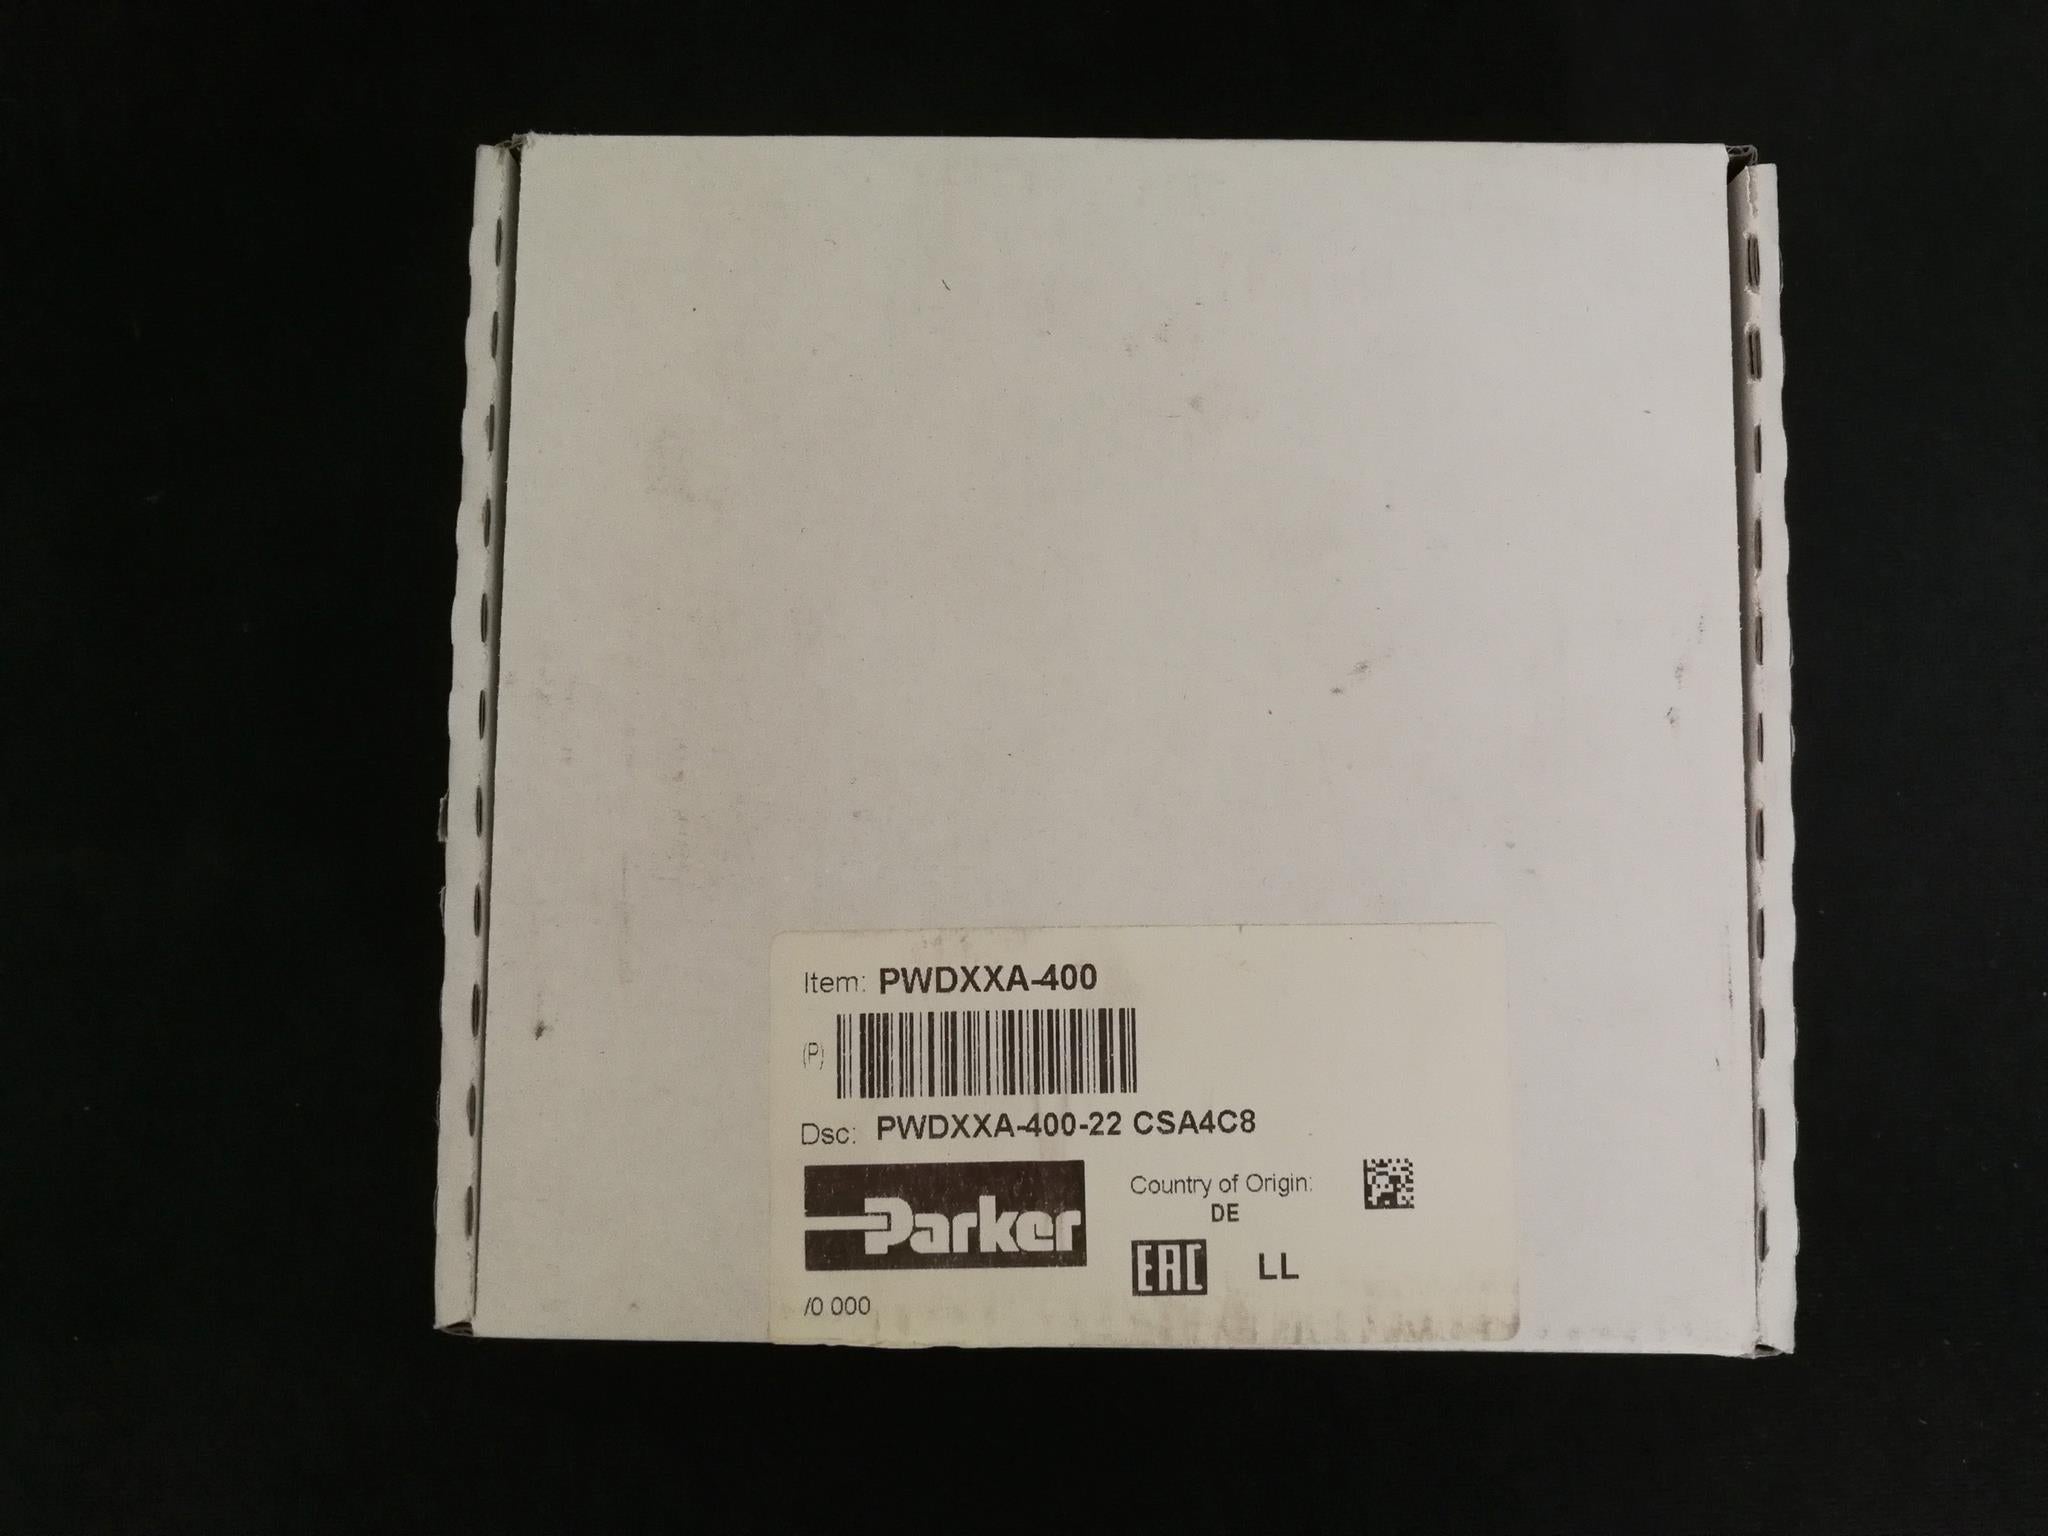 Item: PWDXXA-400
(P)
Dsc: PWDXXA-400-22 CSA4C8
Parker
Country of Origin:
DE
EAC
LL
/0 000